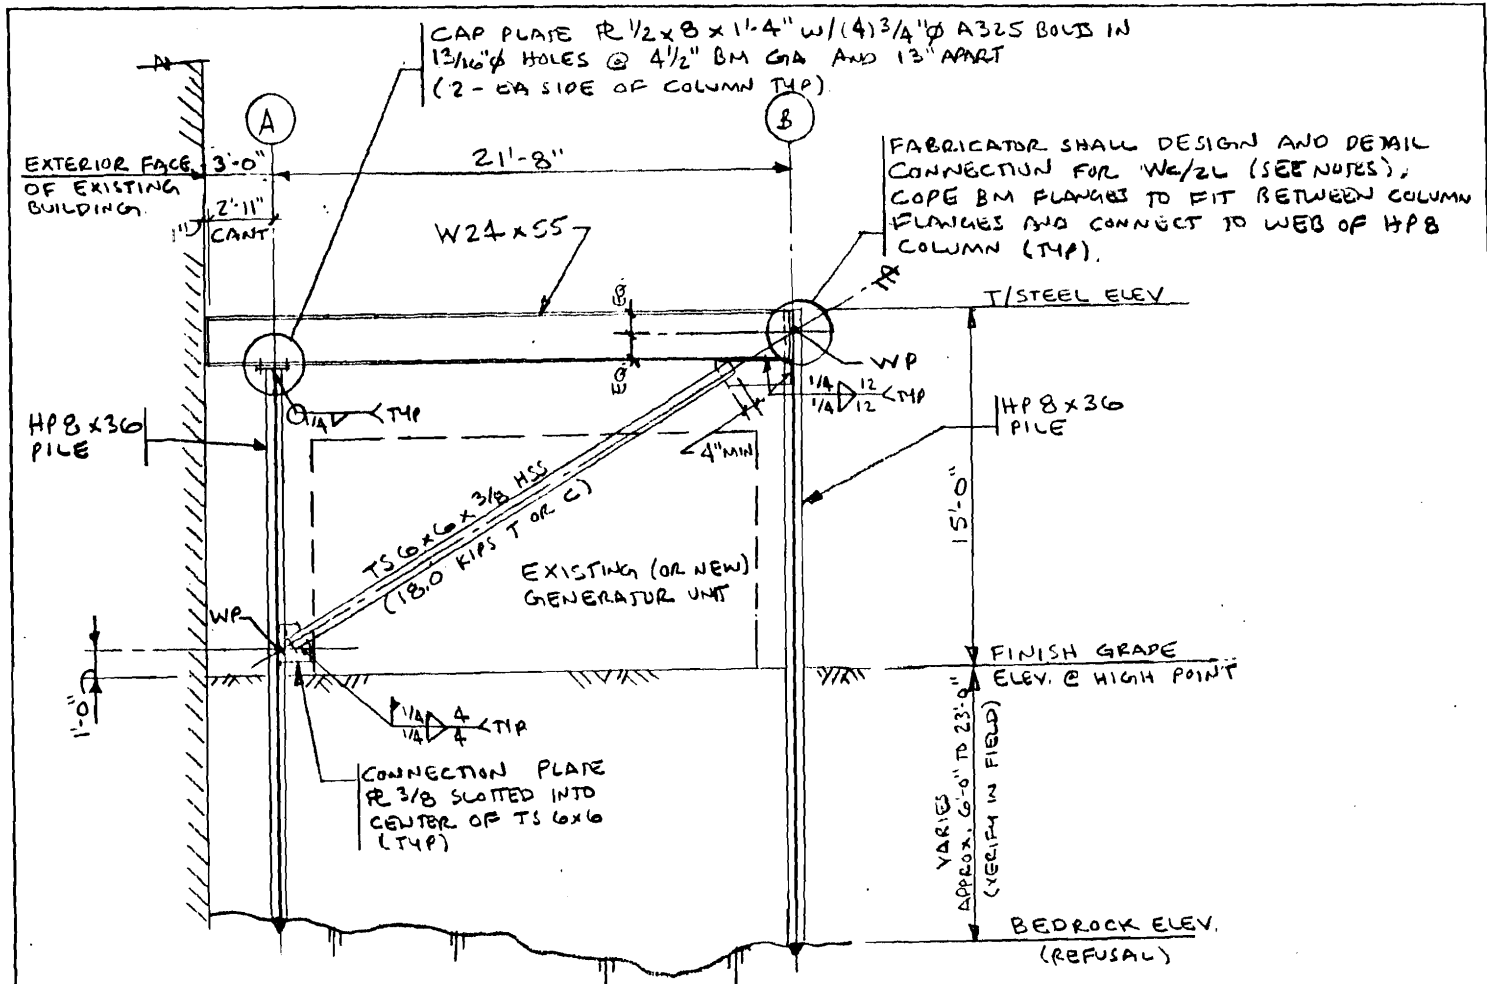 CAP PLATE PL 1/2 x 8 x 1'-4" W/(4) 3/4"Ø A325 BOLTS IN
13/16"Ø HOLES @ 4 1/2" BM GA AND 13" APART
(2 - EA SIDE OF COLUMN TYP)
A
B
EXTERIOR FACE
OF EXISTING
BUILDING.
3'-0"
21'-8"
2'-11"
CANT
1"
W24 x 55
FABRICATOR SHALL DESIGN AND DETAIL
CONNECTION FOR WC/2L (SEE NOTES).
COPE BM FLANGES TO FIT BETWEEN COLUMN
FLANGES AND CONNECT TO WEB OF HP8
COLUMN (TYP).
T/STEEL ELEV
EQ.
EQ.
WP
1/4 12
1/4 12
TYP
1/4
TYP
4" MIN
HP 8 x 36
PILE
HP 8 x 36
PILE
TS 6 x 6 x 3/8 HSS
(18.0 KIPS T OR C)
EXISTING (OR NEW)
GENERATOR UNIT
15'-0"
WP
1'-0"
FINISH GRADE
ELEV. @ HIGH POINT
1/4 4
1/4 4
TYP
CONNECTION PLATE
PL 3/8 SLOTTED INTO
CENTER OF TS 6x6
(TYP)
VARIES
APPROX. 6'-0" TO 23'-0"
(VERIFY IN FIELD)
BEDROCK ELEV.
(REFUSAL)